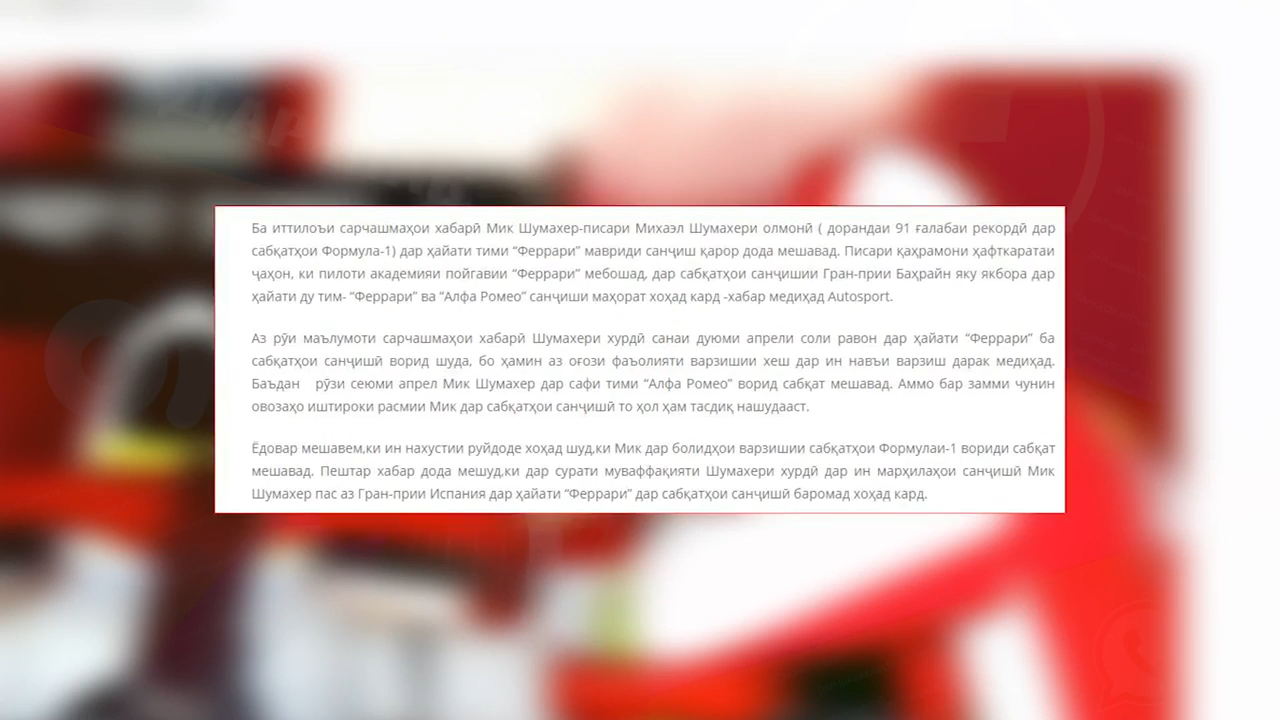 Ба иттилоъи сарчашмаҳои хабарӣ Мик Шумахер-писари Михаэл Шумахери олмонӣ ( дорандаи 91 ғалабаи рекордӣ дар
сабқатҳои Формула-1) дар ҳайати тими “Феррари” мавриди санҷиш қарор дода мешавад. Писари қаҳрамони ҳафткаратаи
ҷаҳон, ки пилоти академияи пойгавии “Феррари” мебошад, дар сабқатҳои санҷишии Гран-прии Баҳрайн яку якбора дар
ҳайати ду тим- “Феррари” ва “Алфа Ромео” санҷиши маҳорат хоҳад кард -хабар медиҳад Autosport.
Аз рӯи маълумоти сарчашмаҳои хабарӣ Шумахери хурдӣ санаи дуюми апрели соли равон дар ҳайати “Феррари” ба
сабқатҳои санҷишӣ ворид шуда, бо ҳамин аз оғози фаъолияти варзишии хеш дар ин навъи варзиш дарак медиҳад.
Баъдан рӯзи сеюми апрел Мик Шумахер дар сафи тими “Алфа Ромео” ворид сабқат мешавад. Аммо бар замми чунин
овозаҳо иштироки расмии Мик дар сабқатҳои санҷишӣ то ҳол ҳам тасдиқ нашудааст.
Ёдовар мешавем,ки ин нахустии руйдоде хоҳад шуд,ки Мик дар болидҳои варзишии сабқатҳои Формулаи-1 вориди сабқат
мешавад. Пештар хабар дода мешуд,ки дар сурати муваффақияти Шумахери хурдӣ дар ин марҳилаҳои санҷишӣ Мик
Шумахер пас аз Гран-прии Испания дар ҳайати “Феррари” дар сабқатҳои санҷишӣ баромад хоҳад кард.